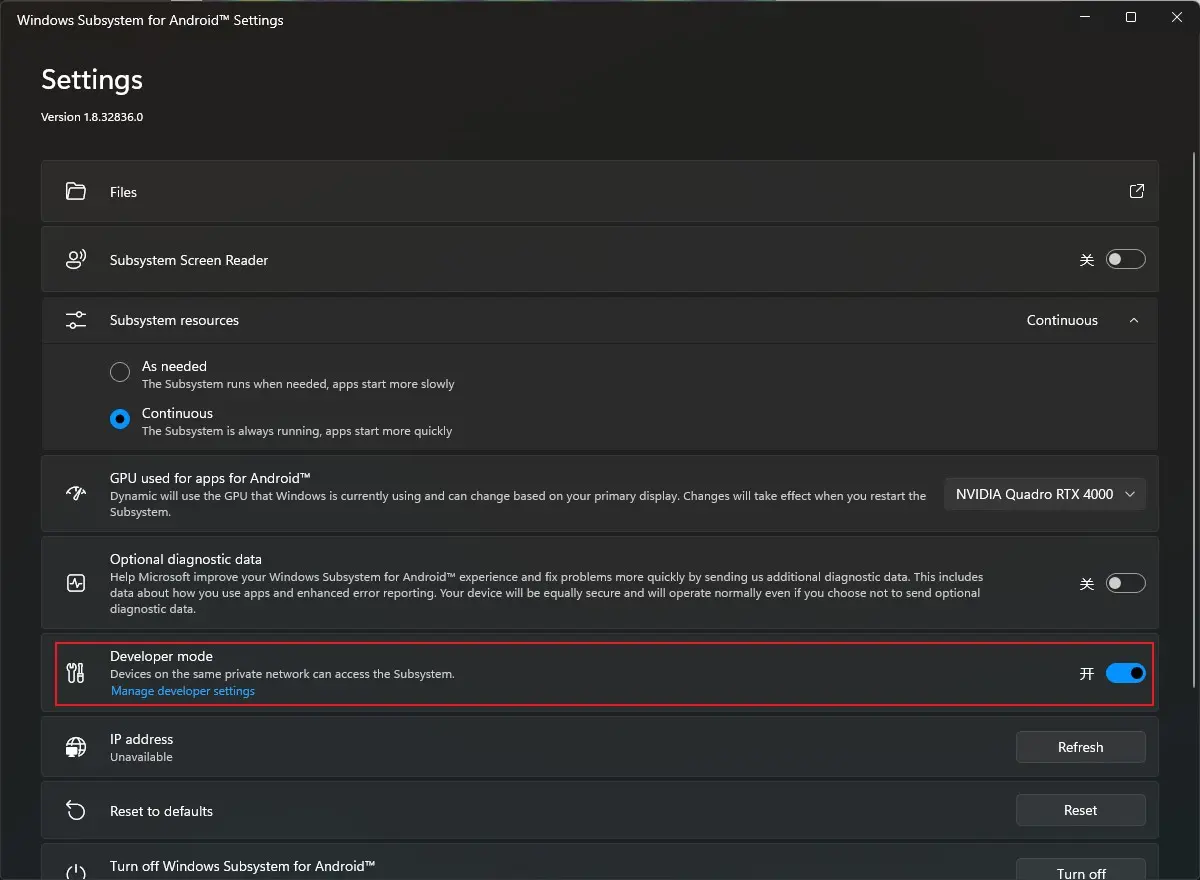 Windows Subsystem for Android™ Settings
Settings
Version 1.8.32836.0
Files
Subsystem Screen Reader
关
Subsystem resources
Continuous
As needed
The Subsystem runs when needed, apps start more slowly
Continuous
The Subsystem is always running, apps start more quickly
GPU used for apps for Android™
Dynamic will use the GPU that Windows is currently using and can change based on your primary display. Changes will take effect when you restart the
Subsystem.
NVIDIA Quadro RTX 4000
Optional diagnostic data
Help Microsoft improve your Windows Subsystem for Android™ experience and fix problems more quickly by sending us additional diagnostic data. This includes
data about how you use apps and enhanced error reporting. Your device will be equally secure and will operate normally even if you choose not to send optional
diagnostic data.
关
Developer mode
Devices on the same private network can access the Subsystem.
Manage developer settings
开
IP address
Unavailable
Refresh
Reset to defaults
Reset
Turn off Windows Subsystem for Android™
Turn off